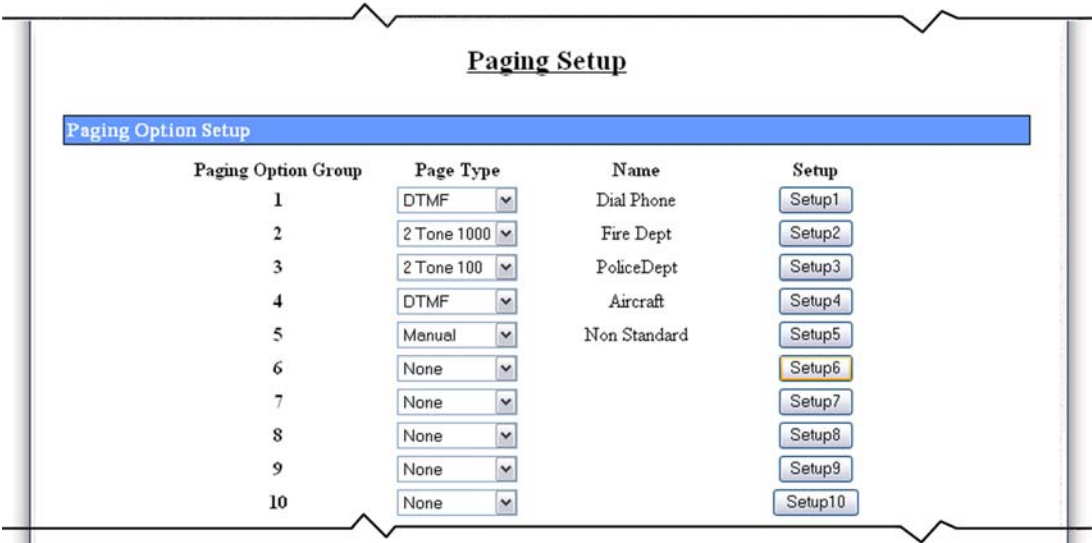 Paging Setup
Paging Option Setup
Paging Option Group Page Type Name Setup
1 DTMF Dial Phone Setup1
2 2 Tone 1000 Fire Dept Setup2
3 2 Tone 100 PoliceDept Setup3
4 DTMF Aircraft Setup4
5 Manual Non Standard Setup5
6 None Setup6
7 None Setup7
8 None Setup8
9 None Setup9
10 None Setup10